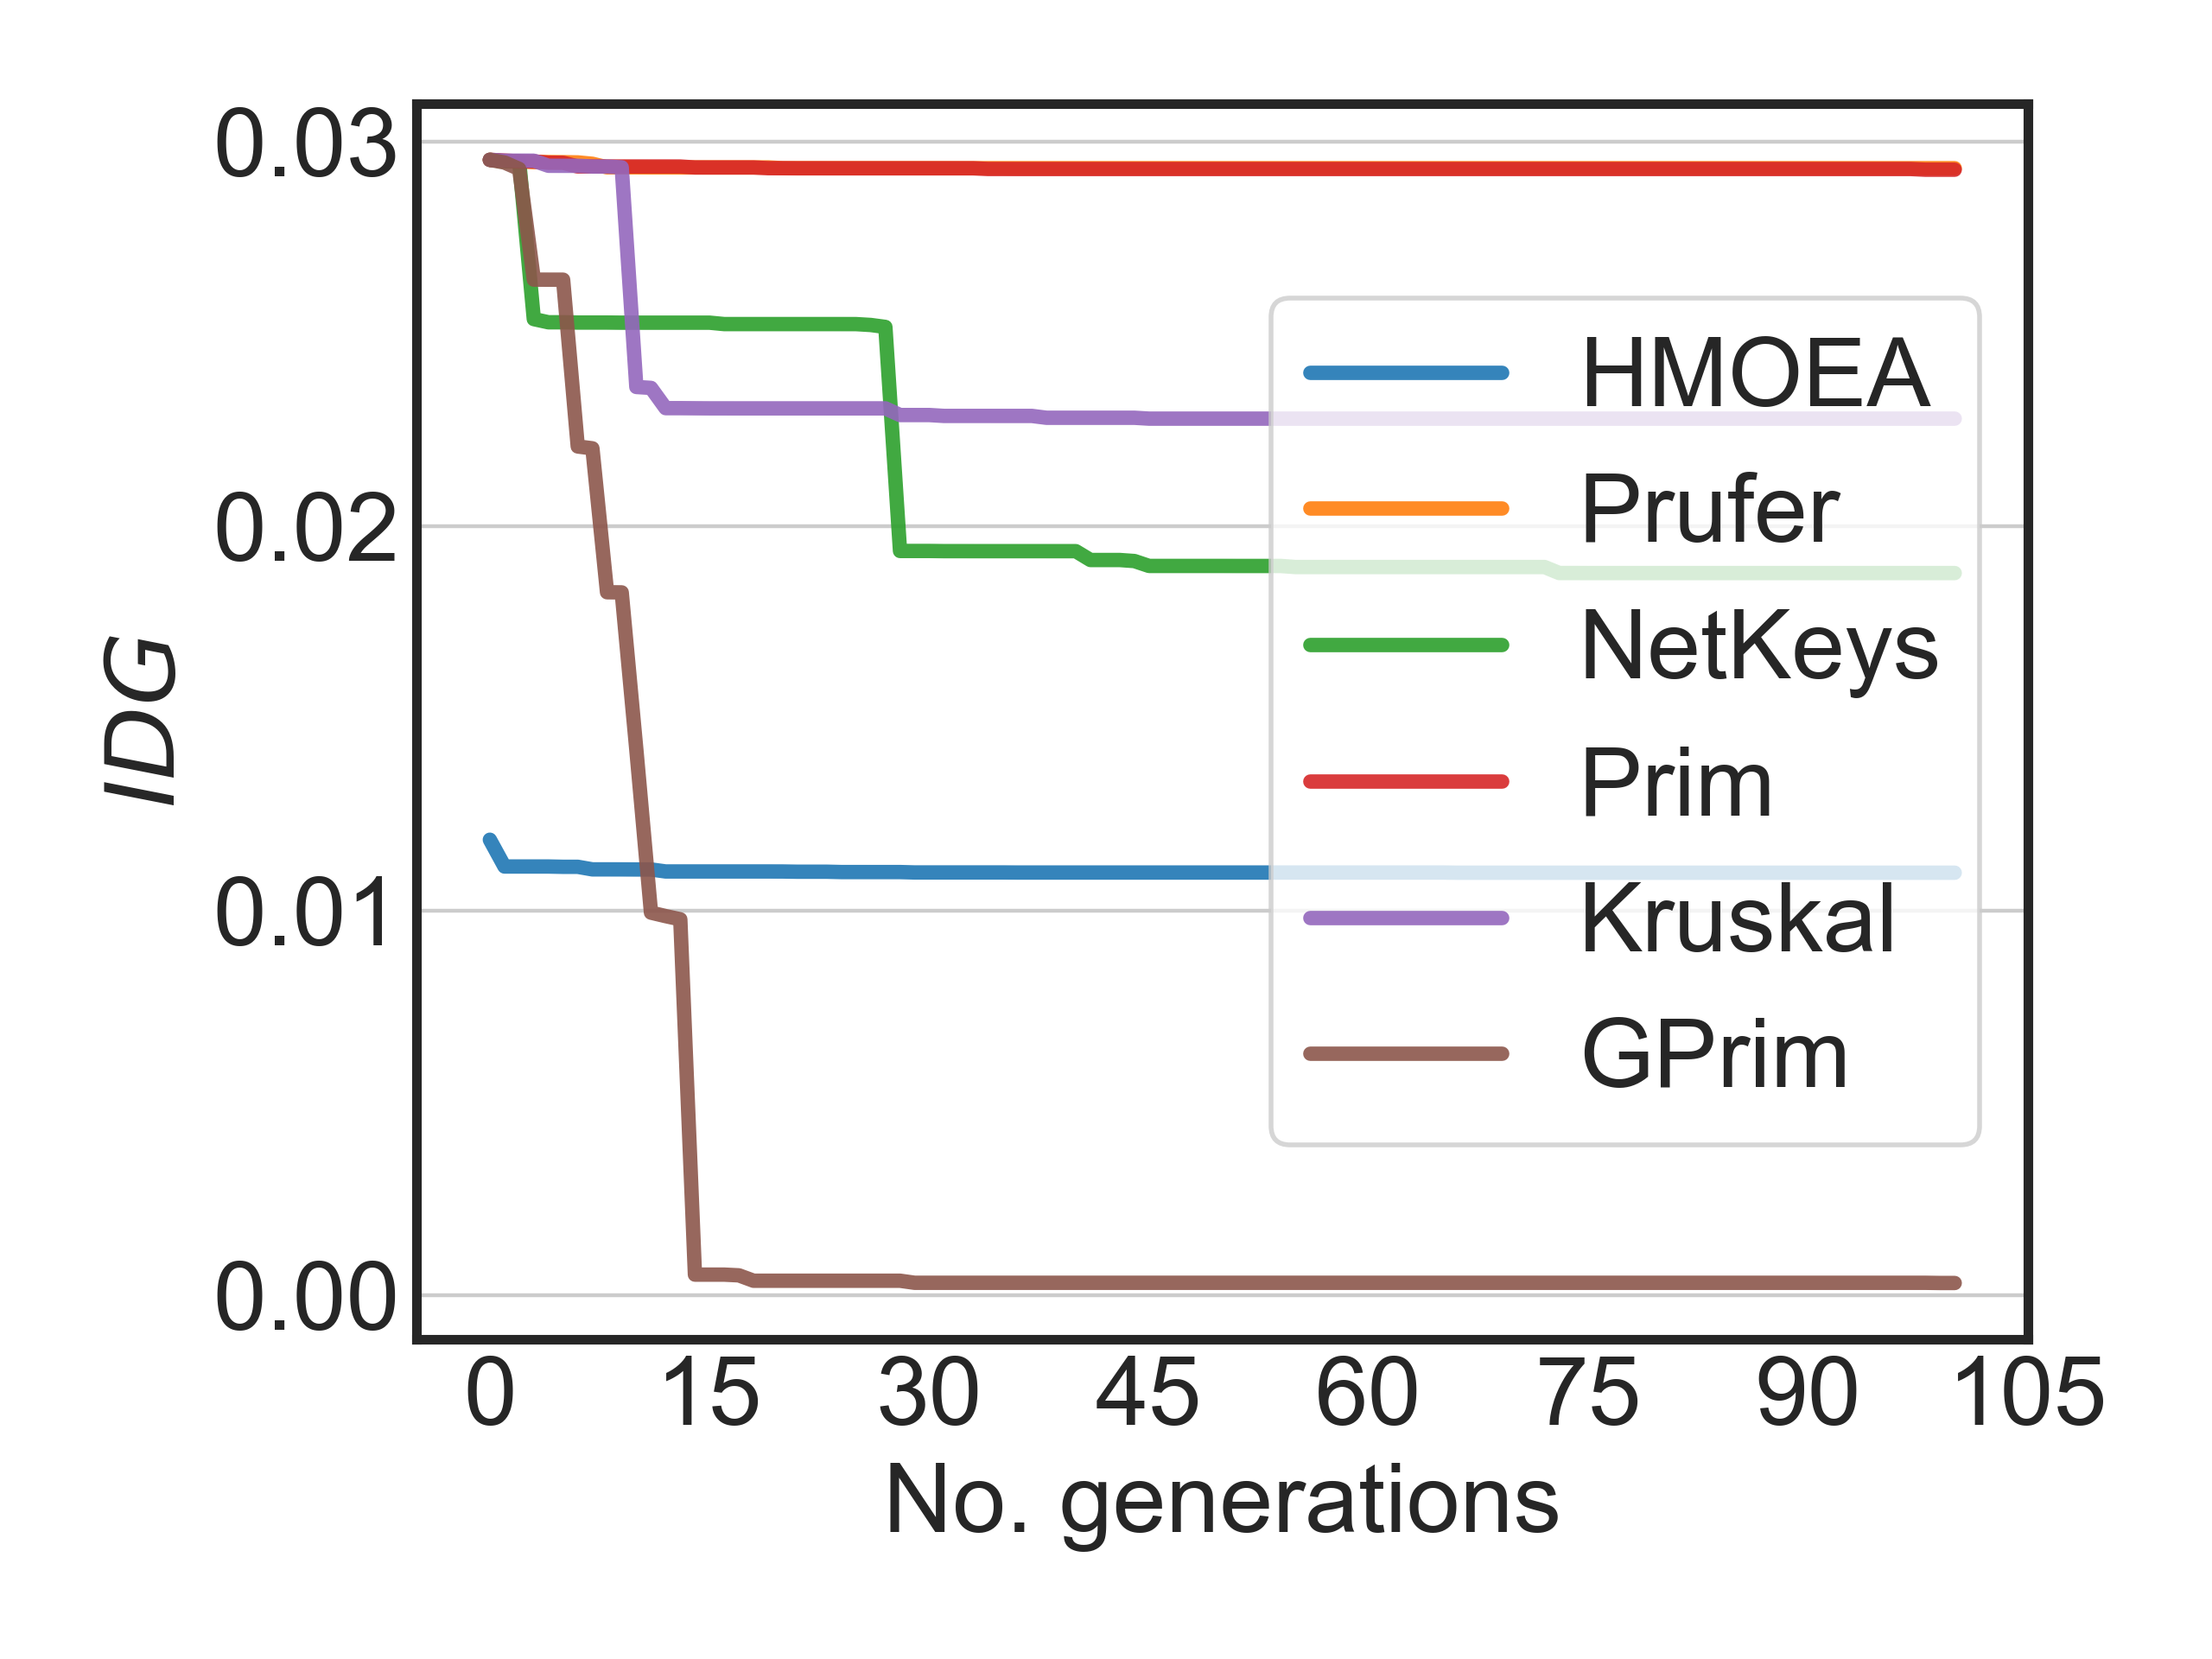 0.03
0.02
0.01
0.00
IDG
0 15 30 45 60 75 90 105
No. generations
HMOEA
Prufer
NetKeys
Prim
Kruskal
GPrim